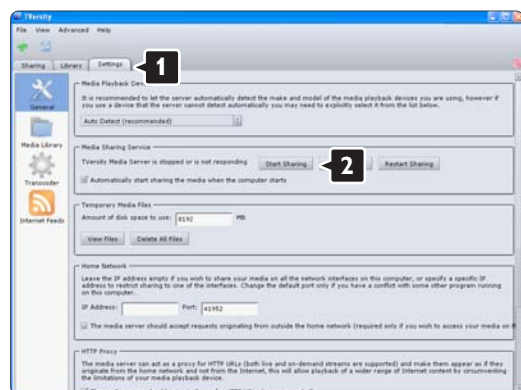 TVersity
File View Advanced Help
Sharing Library Settings
1
General
Media Library
Transcoder
Internet Feeds
It is recommended to let the server automatically detect the make and model of the media playback devices you are using, however if
you use a device that the server cannot detect automatically you may need to explicitly select it from the list below.
Auto Detect (recommended)
Media Sharing Service
TVersity Media Server is stopped or is not responding Start Sharing 2 Restart Sharing
Automatically start sharing the media when the computer starts
Temporary Media Files
Amount of disk space to use: 8192 MB
View Files Delete All Files
Home Network
Leave the IP address empty if you wish to share your media on all the network interfaces on this computer, or specify a specific IP
address to restrict sharing to one of the interfaces. Change the default port only if you have a conflict with some other program running
on this computer.
IP Address: Port: 41952
The media server should accept requests originating from outside the home network (required only if you wish to access your media on
HTTP Proxy
The media server can act as a proxy for HTTP URLs (both live and on-demand streams are supported) and make them appear as if they
originate from the home network and not from the Internet, this will allow playback of a wider range of Internet content by circumventing
the limitations of your media playback device.